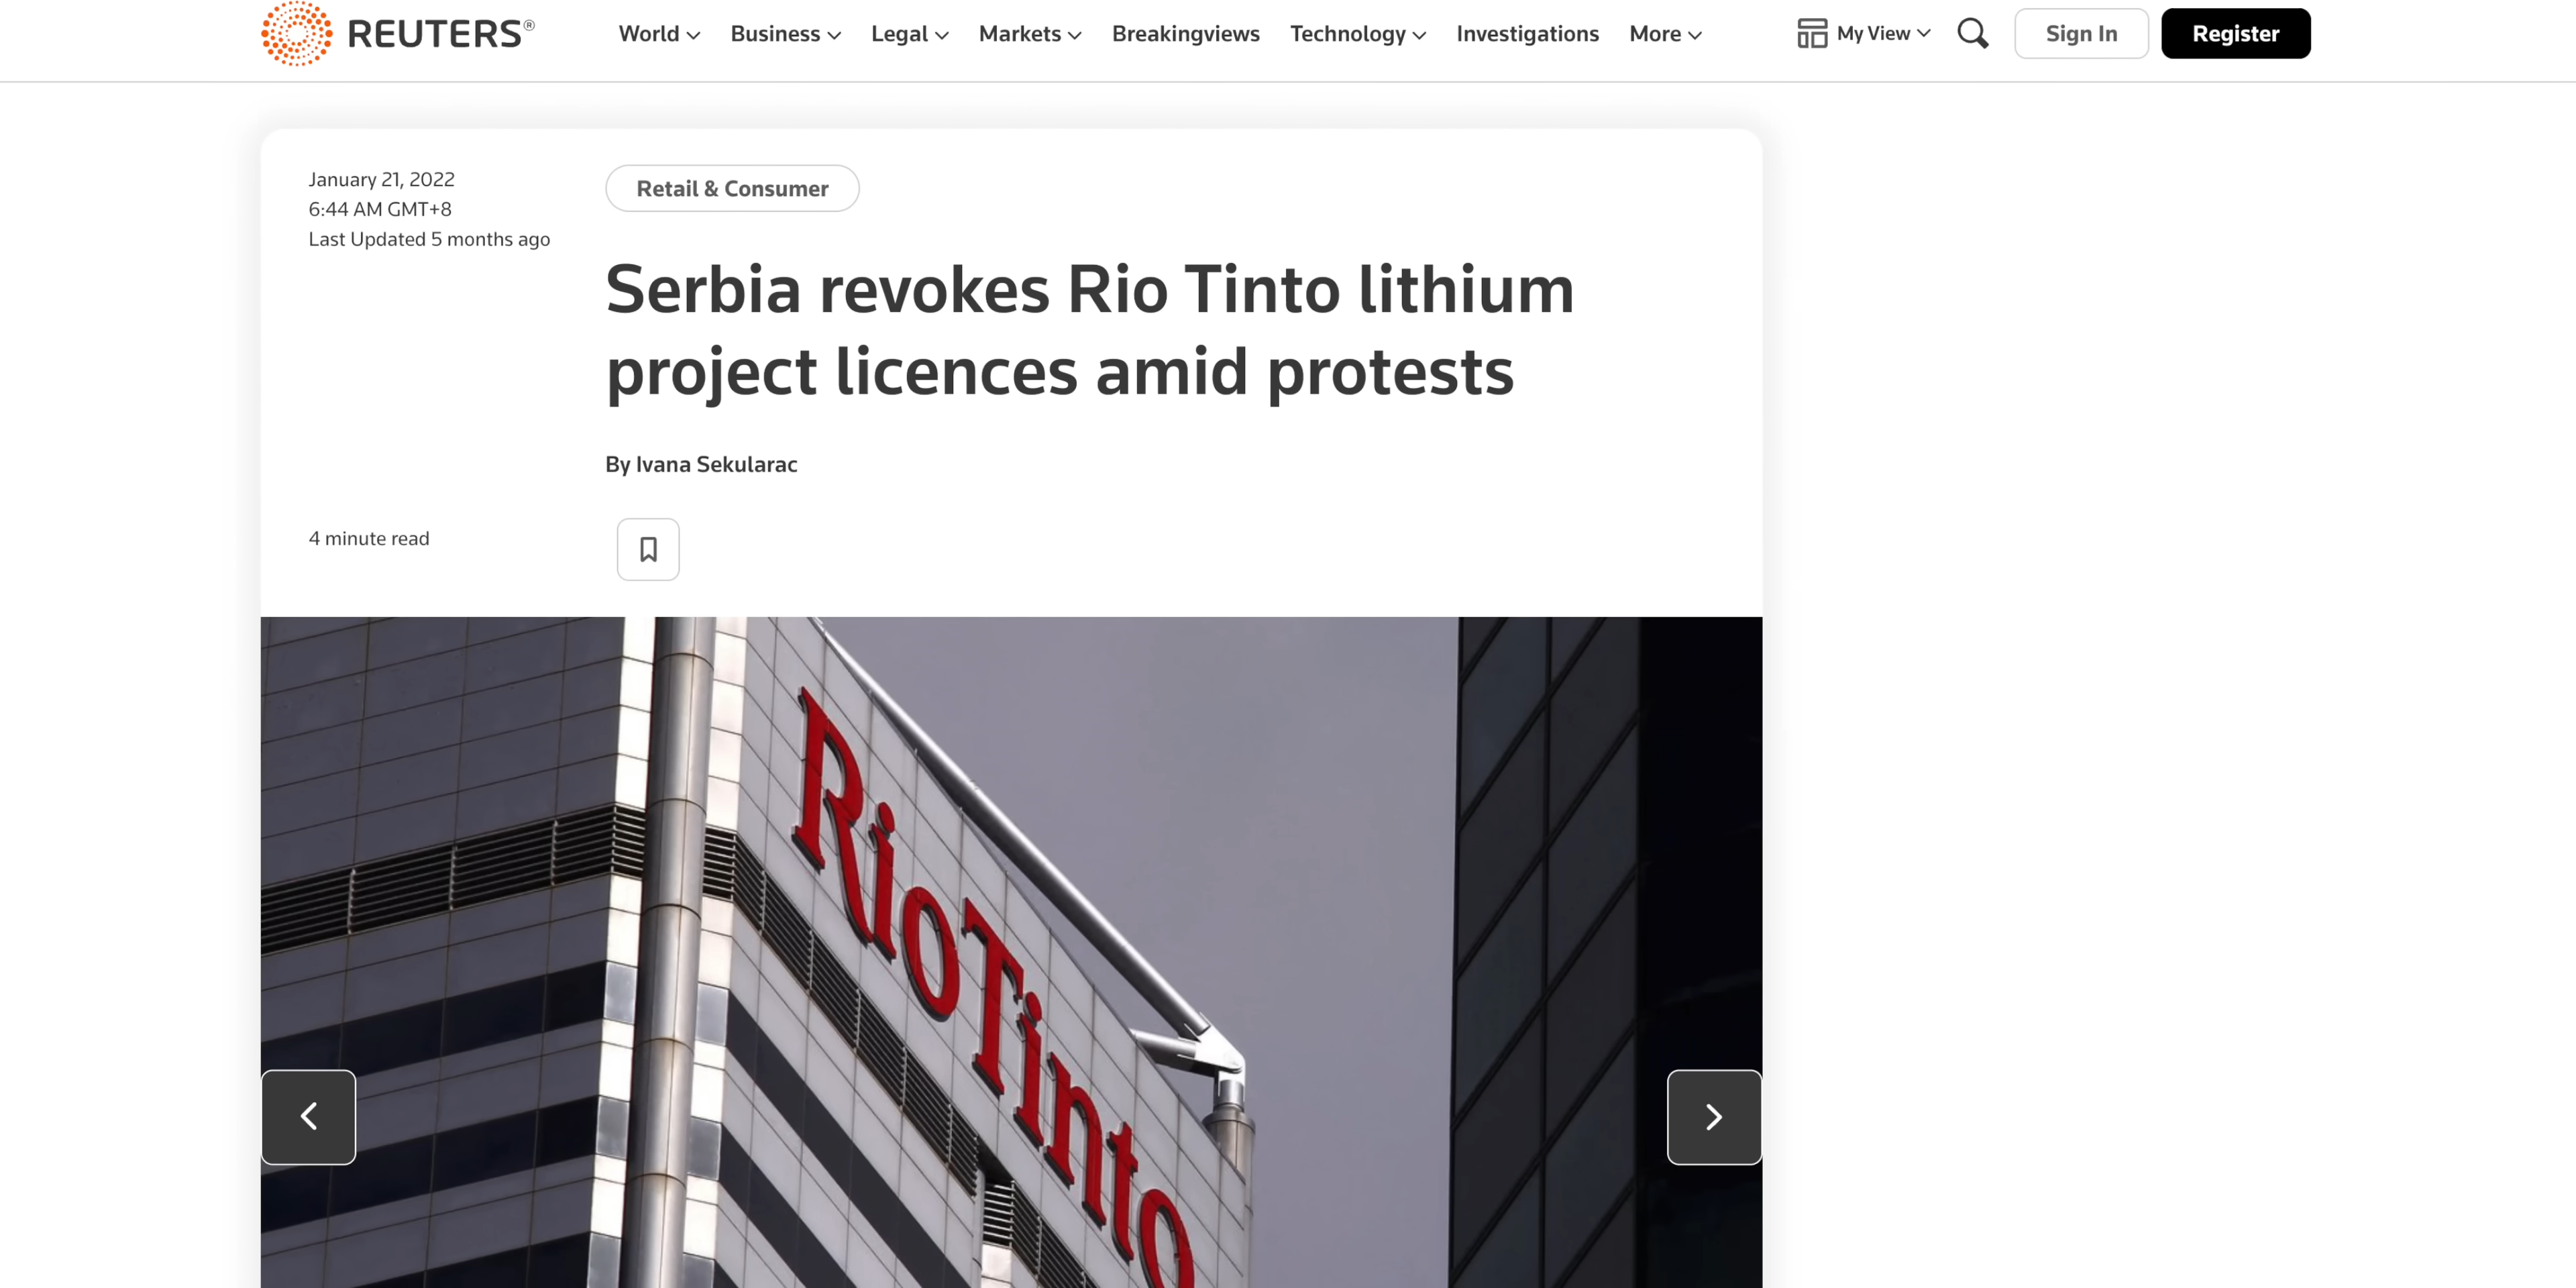 REUTERS®
World Business Legal Markets Breakingviews Technology Investigations More My View Sign In Register
January 21, 2022
6:44 AM GMT+8
Last Updated 5 months ago
Retail & Consumer
Serbia revokes Rio Tinto lithium
project licences amid protests
By Ivana Sekularac
4 minute read
RioTinto